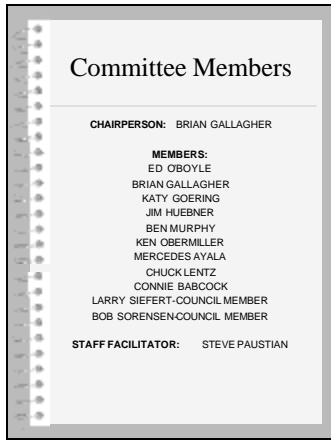 Committee Members
CHAIRPERSON: BRIAN GALLAGHER
MEMBERS:
ED O'BOYLE
BRIAN GALLAGHER
KATY GOERING
JIM HUEBNER
BEN MURPHY
KEN OBERMILLER
MERCEDES AYALA
CHUCK LENTZ
CONNIE BABCOCK
LARRY SIEFERT-COUNCIL MEMBER
BOB SORENSEN-COUNCIL MEMBER
STAFF FACILITATOR: STEVE PAUSTIAN